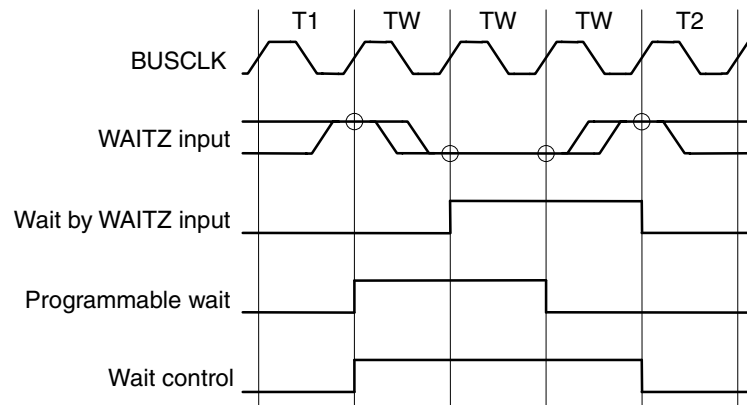 T1 TW TW TW T2
BUSCLK
WAITZ input
Wait by WAITZ input
Programmable wait
Wait control